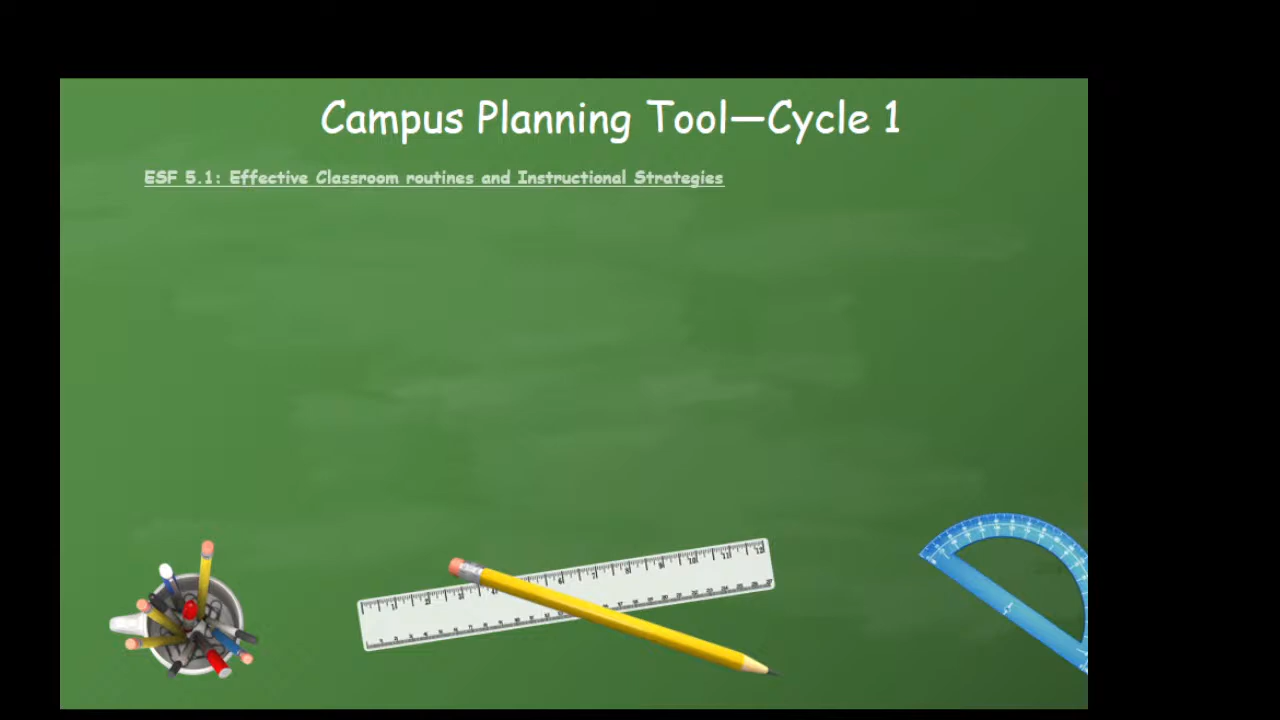 Campus Planning Tool—Cycle 1
ESF 5.1: Effective Classroom routines and Instructional Strategies